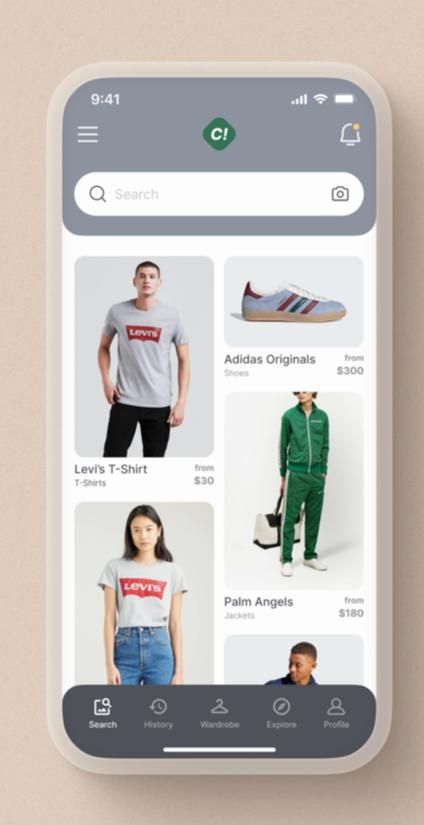 9:41
C!
Search
LEVI'S
Levi's T-Shirt
from
T-Shirts
$30
Adidas Originals
from
Shoes
$300
LEVI'S
Palm Angels
from
Jackets
$180
Search
History
Wardrobe
Explore
Profile